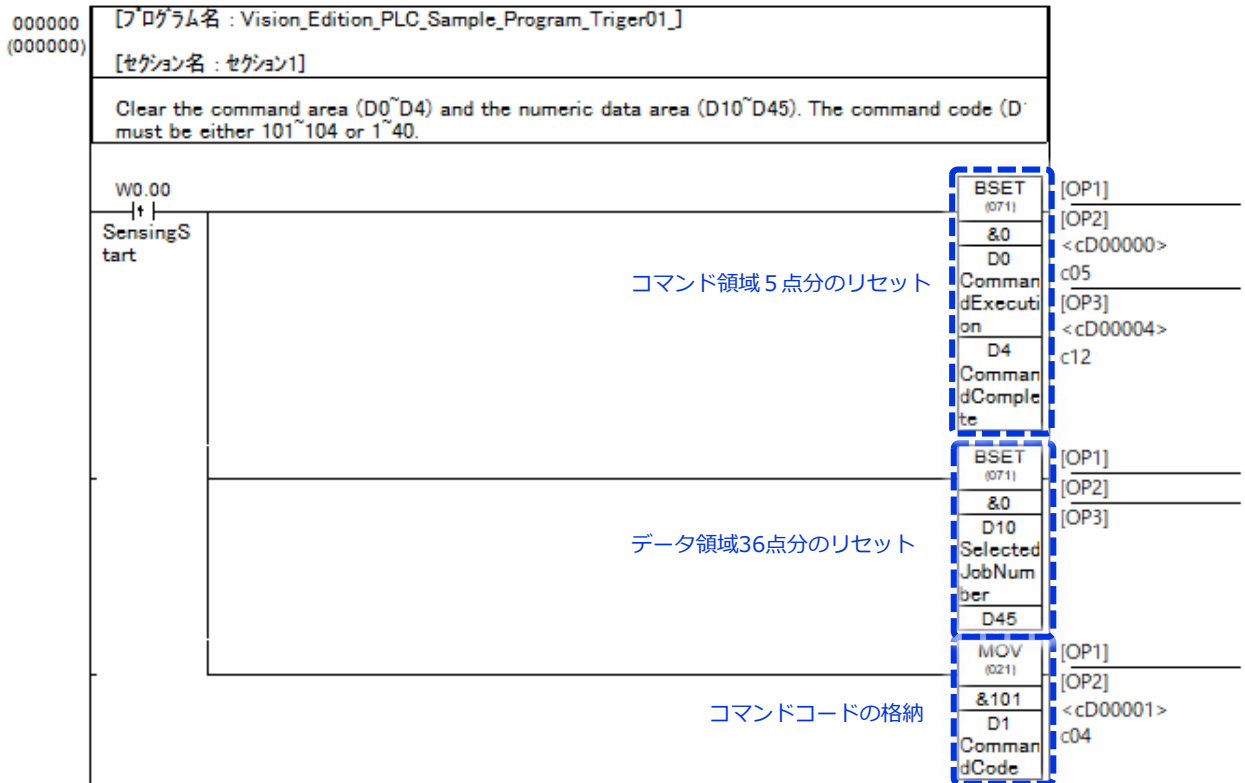 000000
(000000)
[プログラム名 : Vision_Edition_PLC_Sample_Program_Triger01_]
[セクション名 : セクション1]
Clear the command area (D0~D4) and the numeric data area (D10~D45). The command code (D
must be either 101~104 or 1~40.
W0.00
SensingS
tart
コマンド領域５点分のリセット
BSET
(071)
&0
D0
Comman
dExecuti
on
D4
Comman
dComple
te
[OP1]
[OP2]
<cD00000>
c05
[OP3]
<cD00004>
c12
データ領域36点分のリセット
BSET
(071)
&0
D10
Selected
JobNum
ber
D45
[OP1]
[OP2]
[OP3]
コマンドコードの格納
MOV
(021)
&101
D1
Comman
dCode
[OP1]
[OP2]
<cD00001>
c04